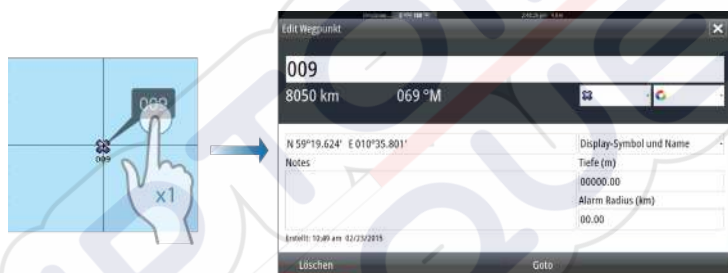 009
009
x1
Edit Wegpunkt
009
8050 km 069 °M
N 59°19.624' E 010°35.801'
Display-Symbol und Name
Notes
Tiefe (m)
00000.00
Alarm Radius (km)
00.00
Erstellt: 10:49 am 02/23/2015
Löschen Goto